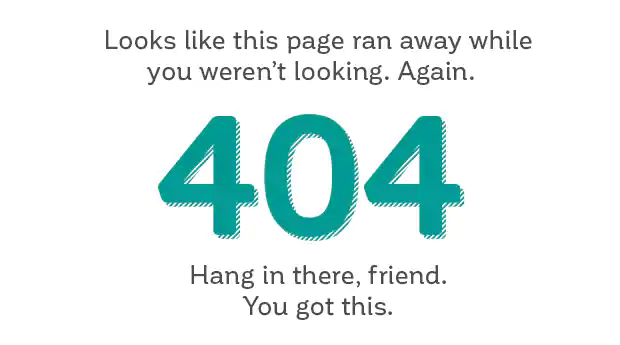 Looks like this page ran away while
you weren’t looking. Again.
404
Hang in there, friend.
You got this.